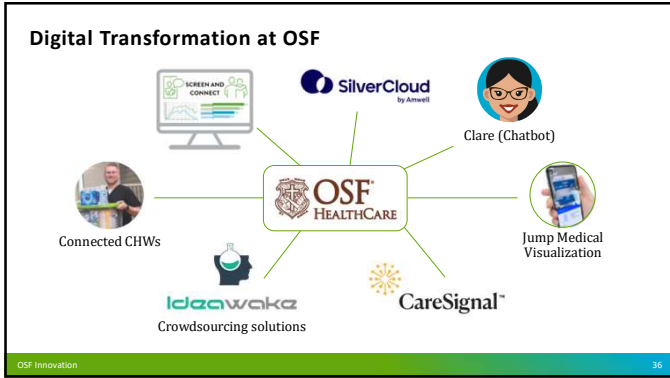 Digital Transformation at OSF
SCREEN AND
CONNECT
SilverCloud
by Amwell
Clare (Chatbot)
OSF
HEALTHCARE
Connected CHWs
Jump Medical
Visualization
Ideawake
Crowdsourcing solutions
CareSignal™
OSF Innovation
36